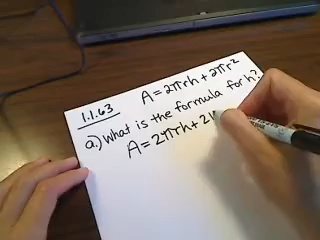 1.1.63 A = 2πrh + 2πr²
a.) What is the formula for h?
A = 2πrh + 2